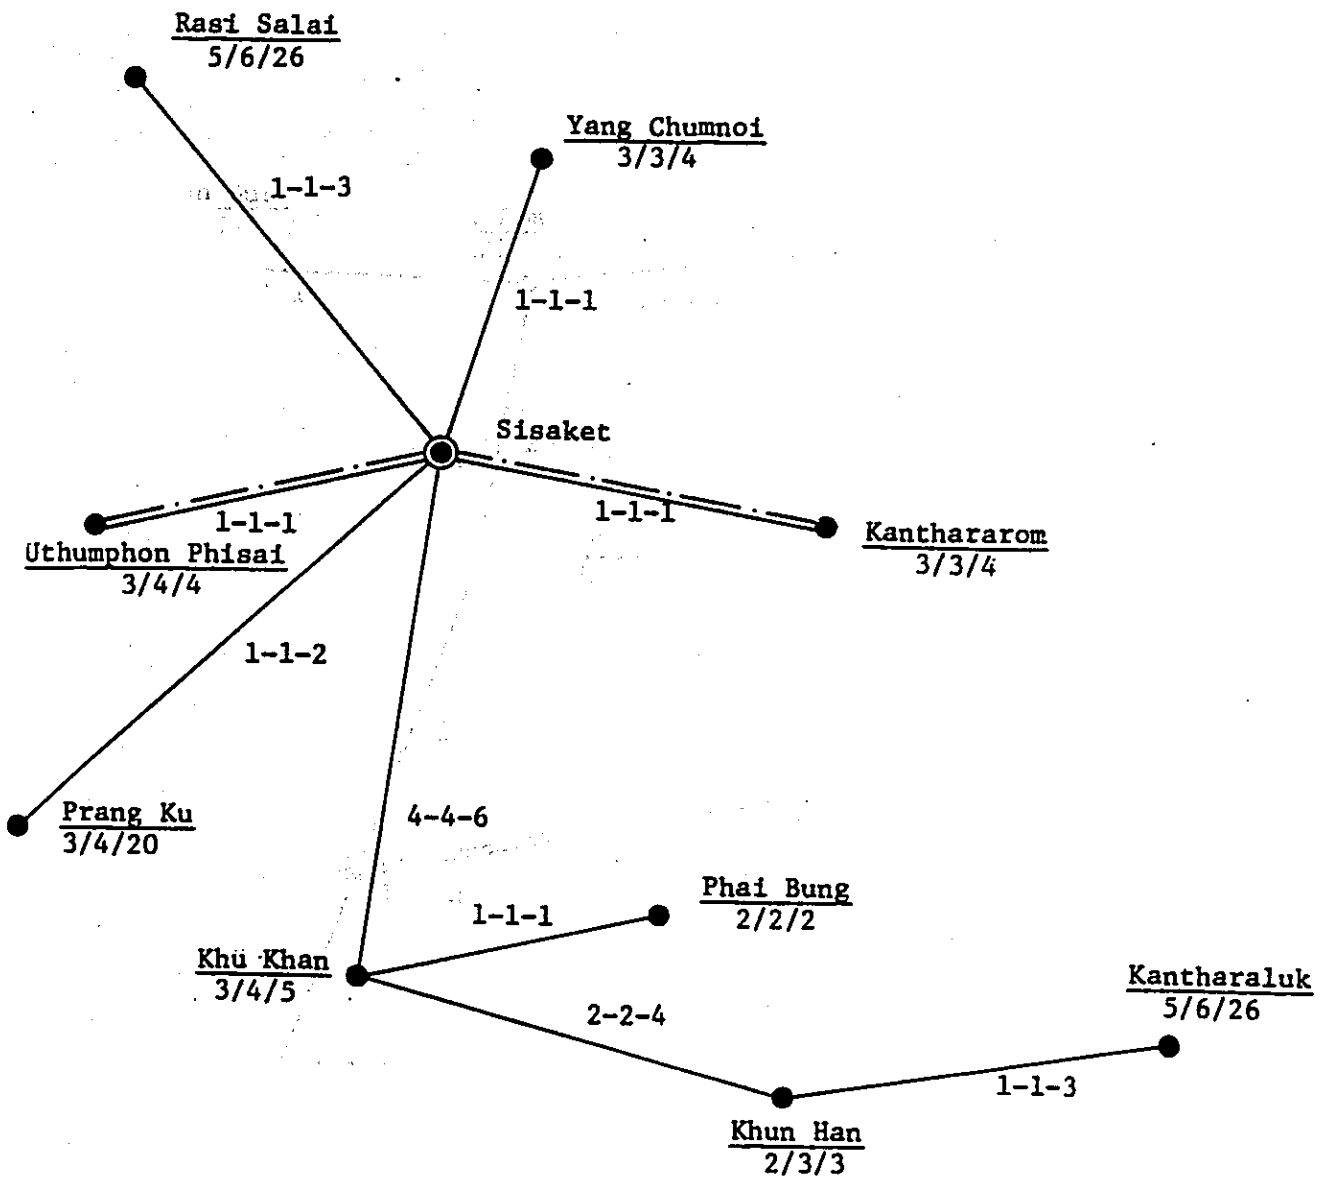 Rasi Salai
5/6/26
Yang Chumnoi
3/3/4
1-1-3
1-1-1
Sisaket
1-1-1
1-1-1
Uthumphon Phisai
3/4/4
Kanthararom
3/3/4
1-1-2
Prang Ku
3/4/20
4-4-6
Phai Bung
2/2/2
1-1-1
Khü Khan
3/4/5
2-2-4
Kantharaluk
5/6/26
1-1-3
Khun Han
2/3/3